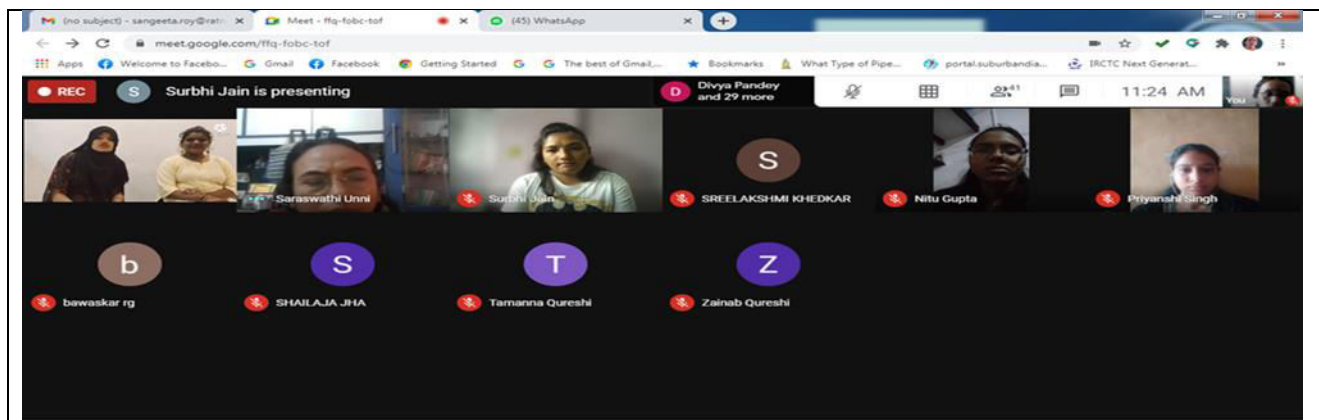 (no subject) - sangeeta.roy@ratn
Meet - ffq-fobc-tof
(45) WhatsApp
meet.google.com/ffq-fobc-tof
Apps
Welcome to Facebo...
Gmail
Facebook
Getting Started
The best of Gmail,...
Bookmarks
What Type of Pipe...
portal.suburbandia...
IRCTC Next Generat...
REC
S
Surbhi Jain is presenting
D
Divya Pandey
and 29 more
41
11:24 AM
You
Saraswathi Unni
Surbhi Jain
S
SREELAKSHMI KHEDKAR
Nitu Gupta
Priyanshi Singh
b
bawaskar rg
S
SHAILAJA JHA
T
Tamanna Qureshi
Z
Zainab Qureshi